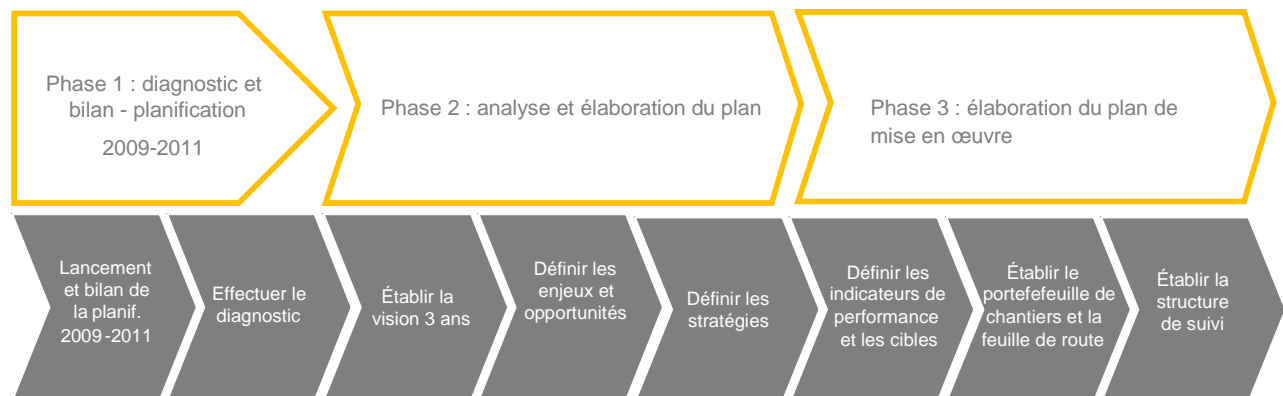 Phase 1 : diagnostic et
bilan - planification
2009-2011
Phase 2 : analyse et élaboration du plan
Phase 3 : élaboration du plan de
mise en œuvre
Lancement
et bilan de
la planif.
2009-2011
Effectuer le
diagnostic
Établir la
vision 3 ans
Définir les
enjeux et
opportunités
Définir les
stratégies
Définir les
indicateurs de
performance
et les cibles
Établir le
portefefeuille de
chantiers et la
feuille de route
Établir la
structure
de suivi